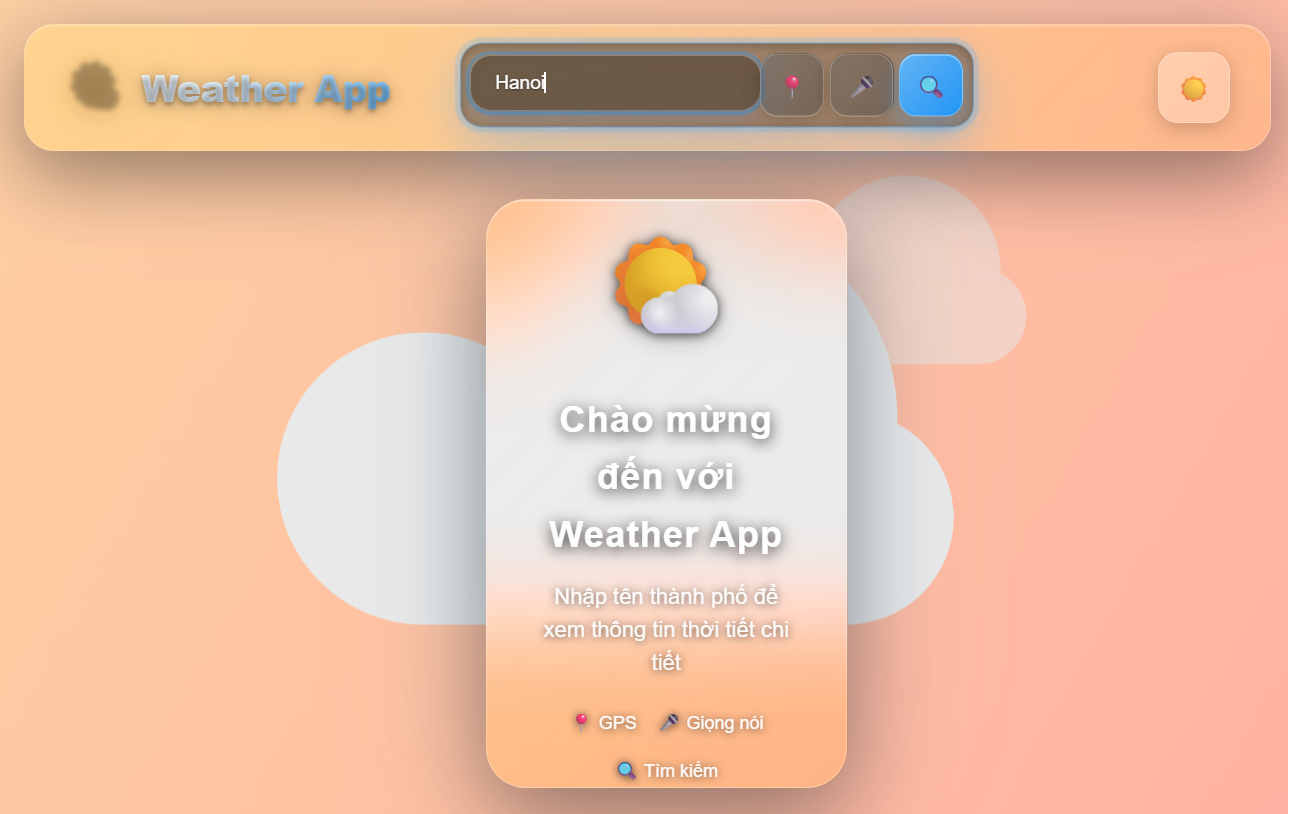 Weather App
Hanoi
Chào mừng
đến với
Weather App
Nhập tên thành phố để
xem thông tin thời tiết chi
tiết
GPS Giọng nói
Tìm kiếm